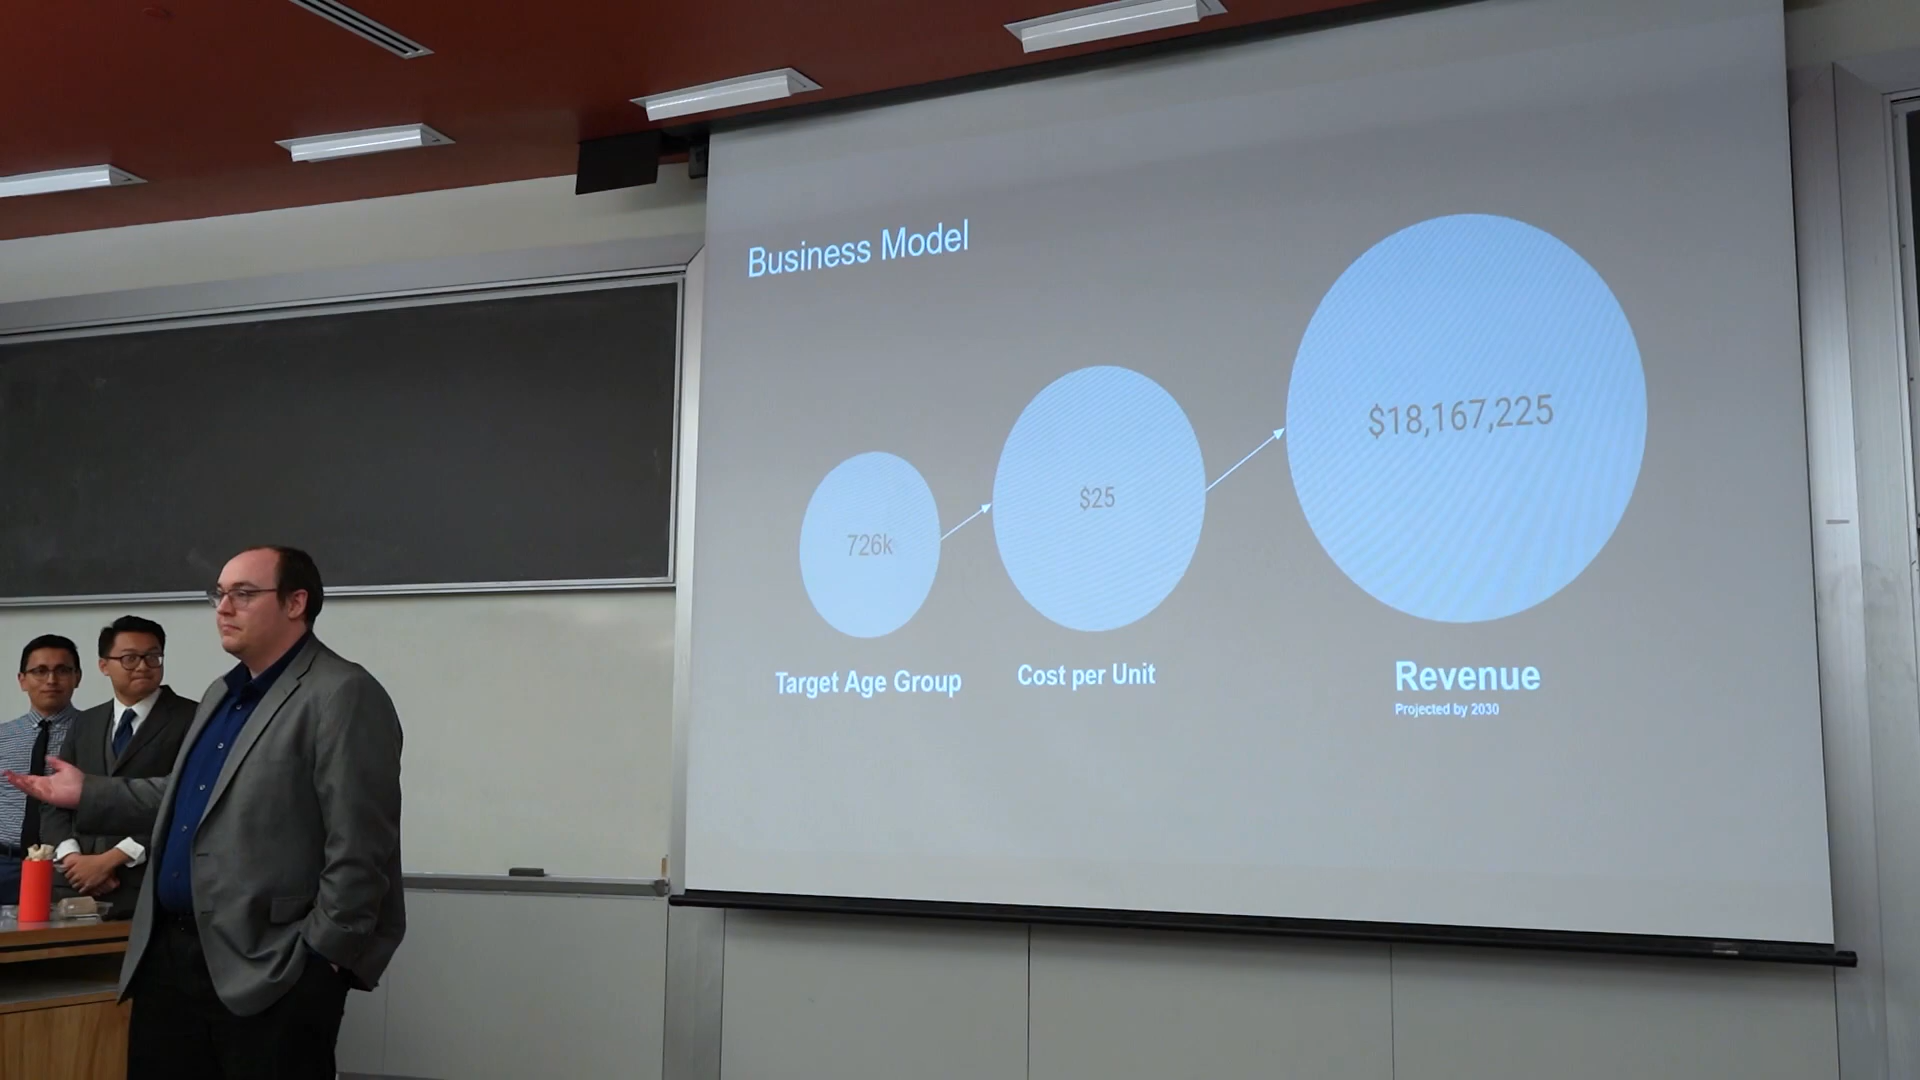 Business Model
726k
$25
$18,167,225
Target Age Group
Cost per Unit
Revenue
Projected by 2030